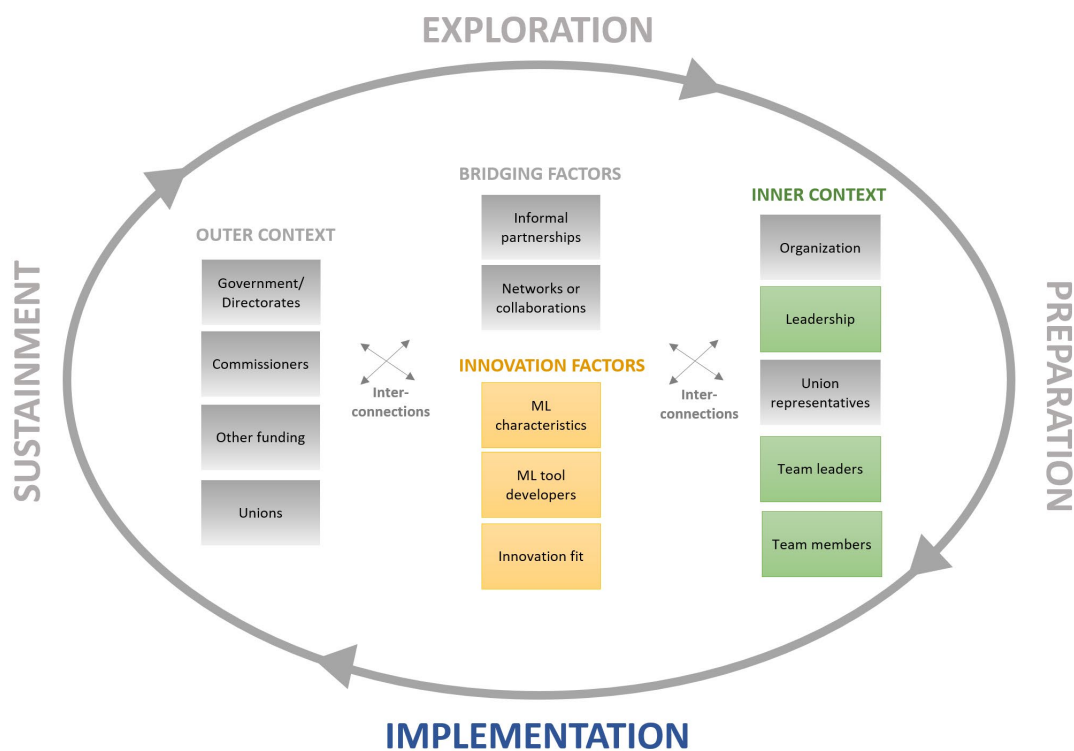 EXPLORATION
SUSTAINMENT
OUTER CONTEXT
Government/
Directorates
Commissioners
Other funding
Unions
Inter-
connections
BRIDGING FACTORS
Informal
partnerships
Networks or
collaborations
INNOVATION FACTORS
ML
characteristics
ML tool
developers
Innovation fit
Inter-
connections
INNER CONTEXT
Organization
Leadership
Union
representatives
Team leaders
Team members
PREPARATION
IMPLEMENTATION